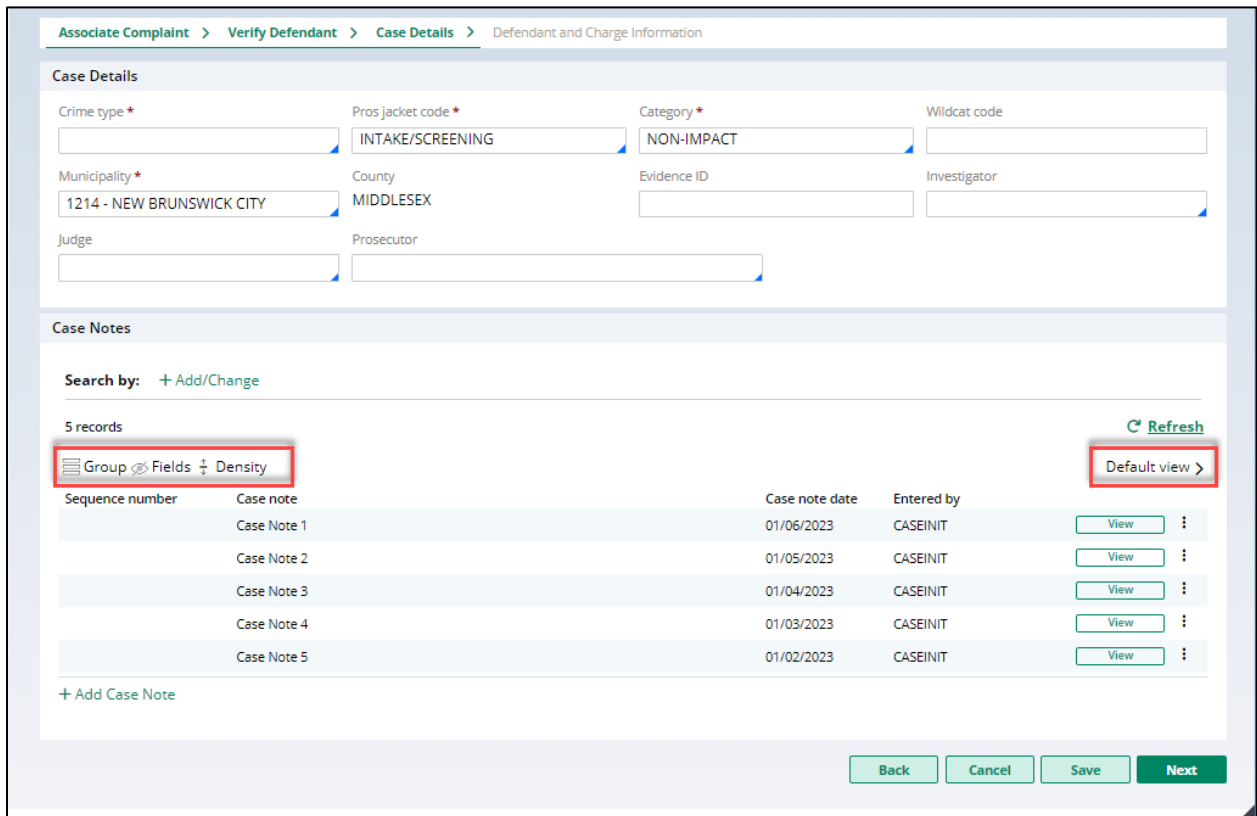 Associate Complaint > Verify Defendant > Case Details > Defendant and Charge Information
Case Details
Crime type * Pros jacket code * Category * Wildcat code
INTAKE/SCREENING NON-IMPACT
Municipality * County Evidence ID Investigator
1214 - NEW BRUNSWICK CITY MIDDLESEX
Judge Prosecutor
Case Notes
Search by: + Add/Change
5 records Refresh
Group Fields Density Default view >
Sequence number Case note Case note date Entered by
Case Note 1 01/06/2023 CASEINIT View
Case Note 2 01/05/2023 CASEINIT View
Case Note 3 01/04/2023 CASEINIT View
Case Note 4 01/03/2023 CASEINIT View
Case Note 5 01/02/2023 CASEINIT View
+ Add Case Note
Back Cancel Save Next